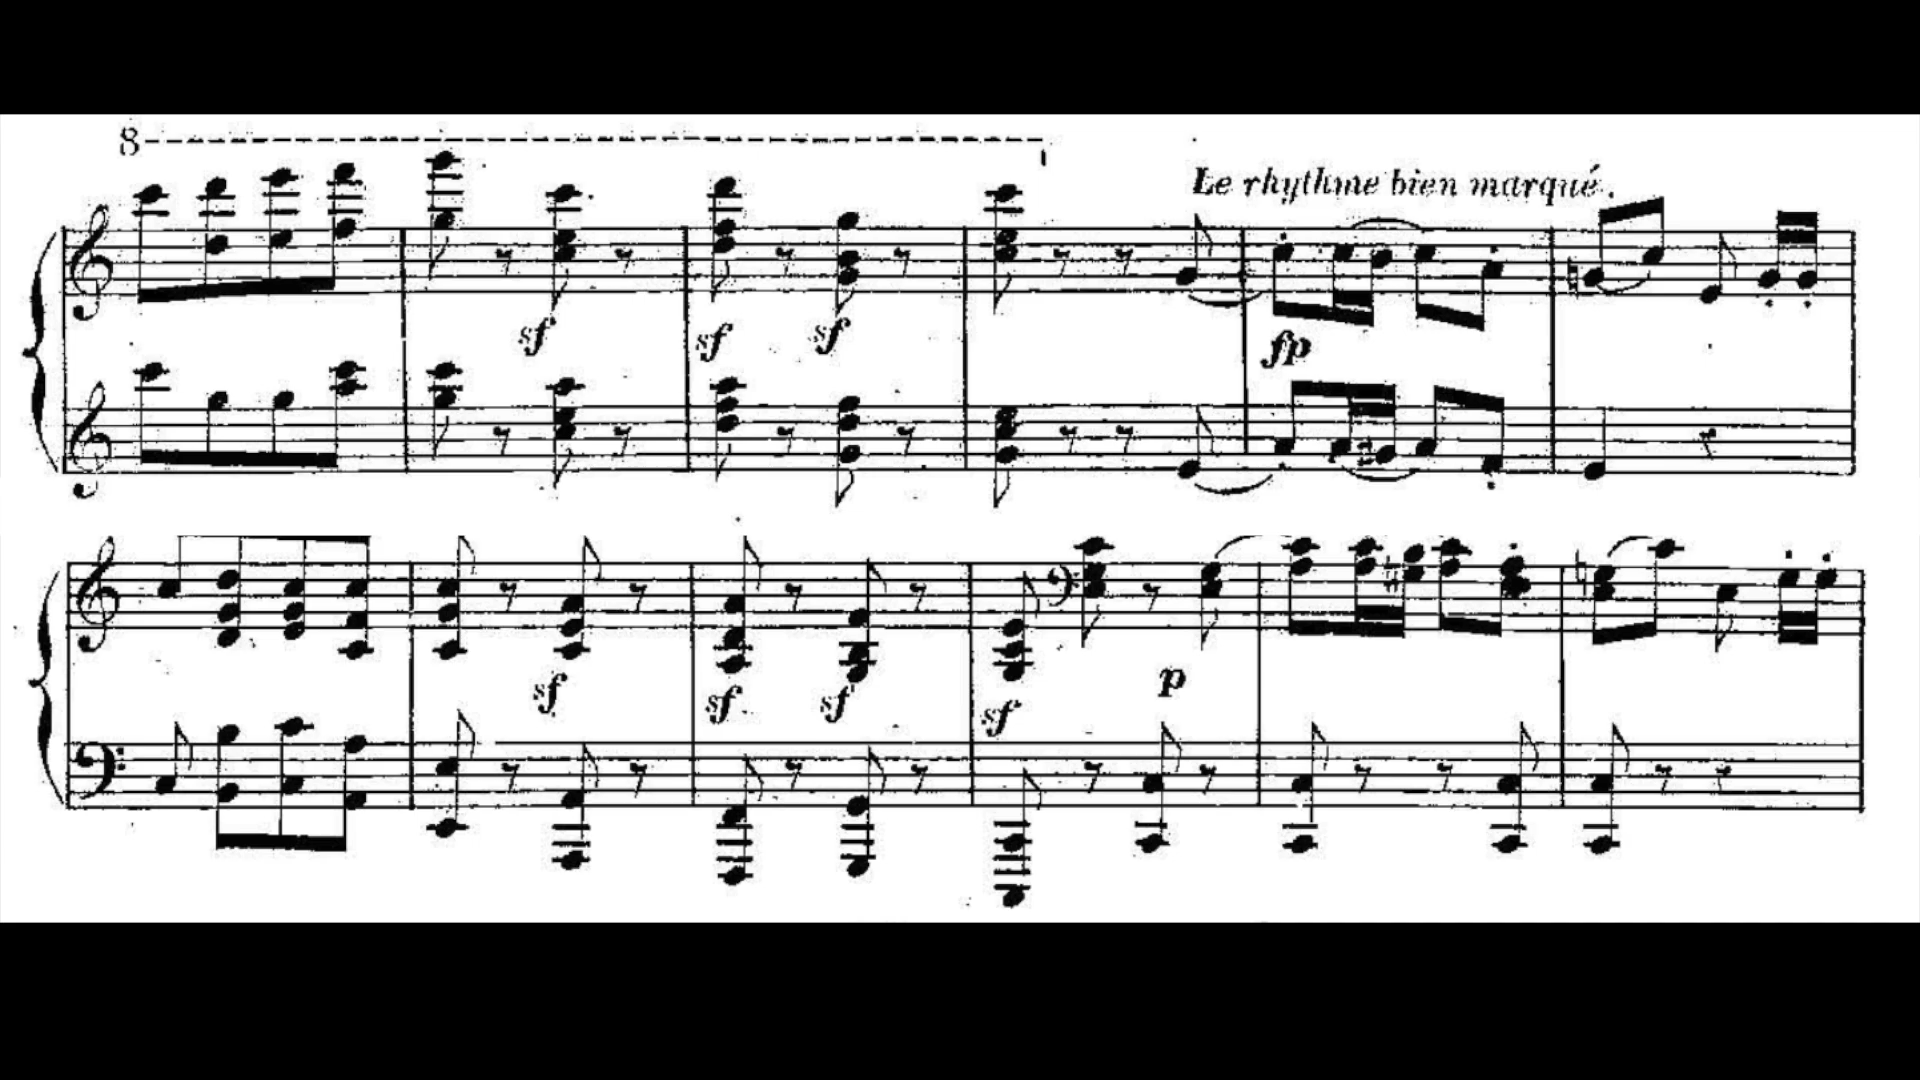 8
Le rhythme bien marqué.
sf sf sf fp
sf sf sf sf p